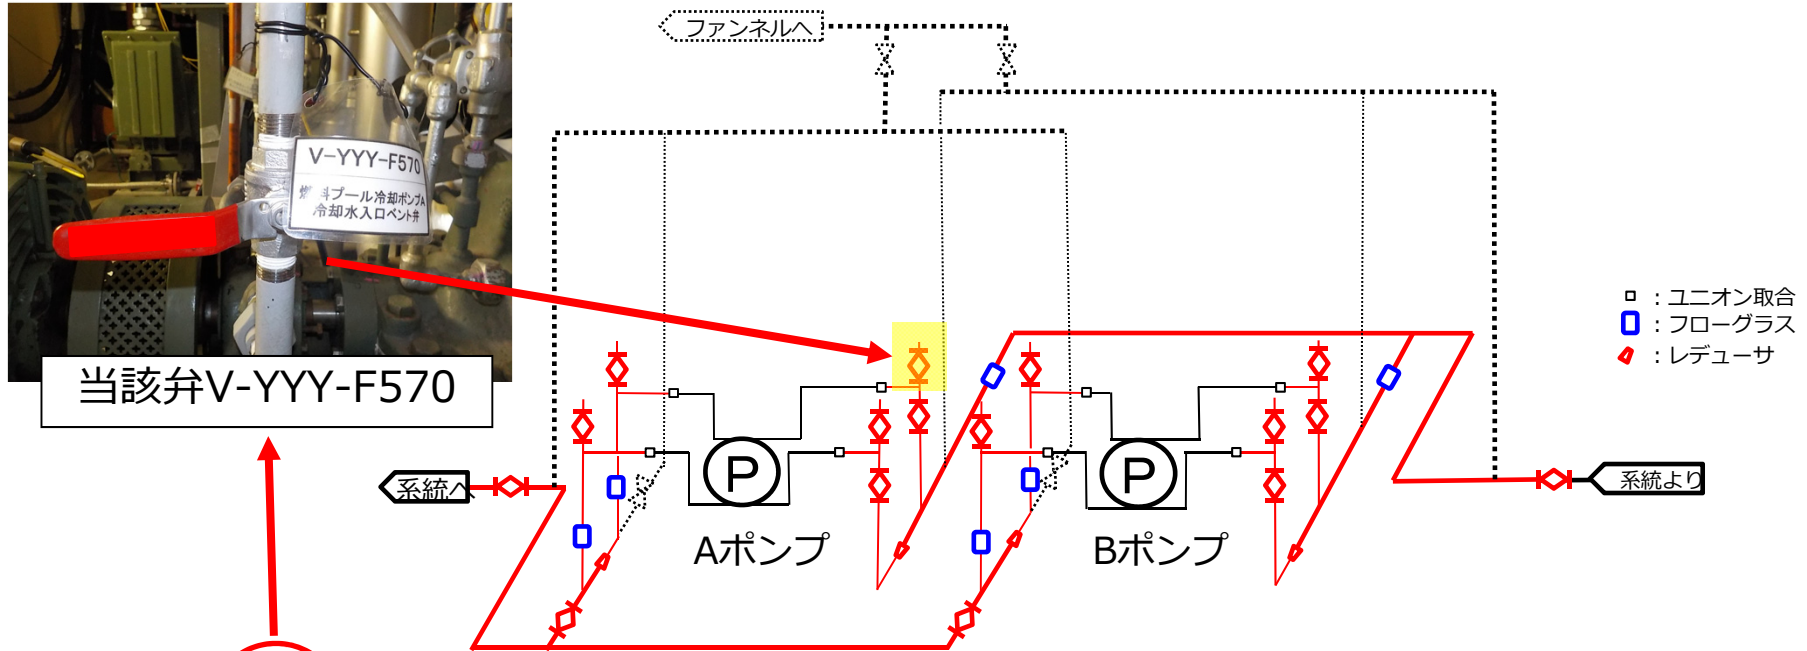 ファンネルへ
V-YYY-F570
燃料プール冷却ポンプA
冷却水入口ベント弁
当該弁V-YYY-F570
: ユニオン取合
: フローグラス
: レデューサ
系統へ
P
P
系統より
Aポンプ
Bポンプ